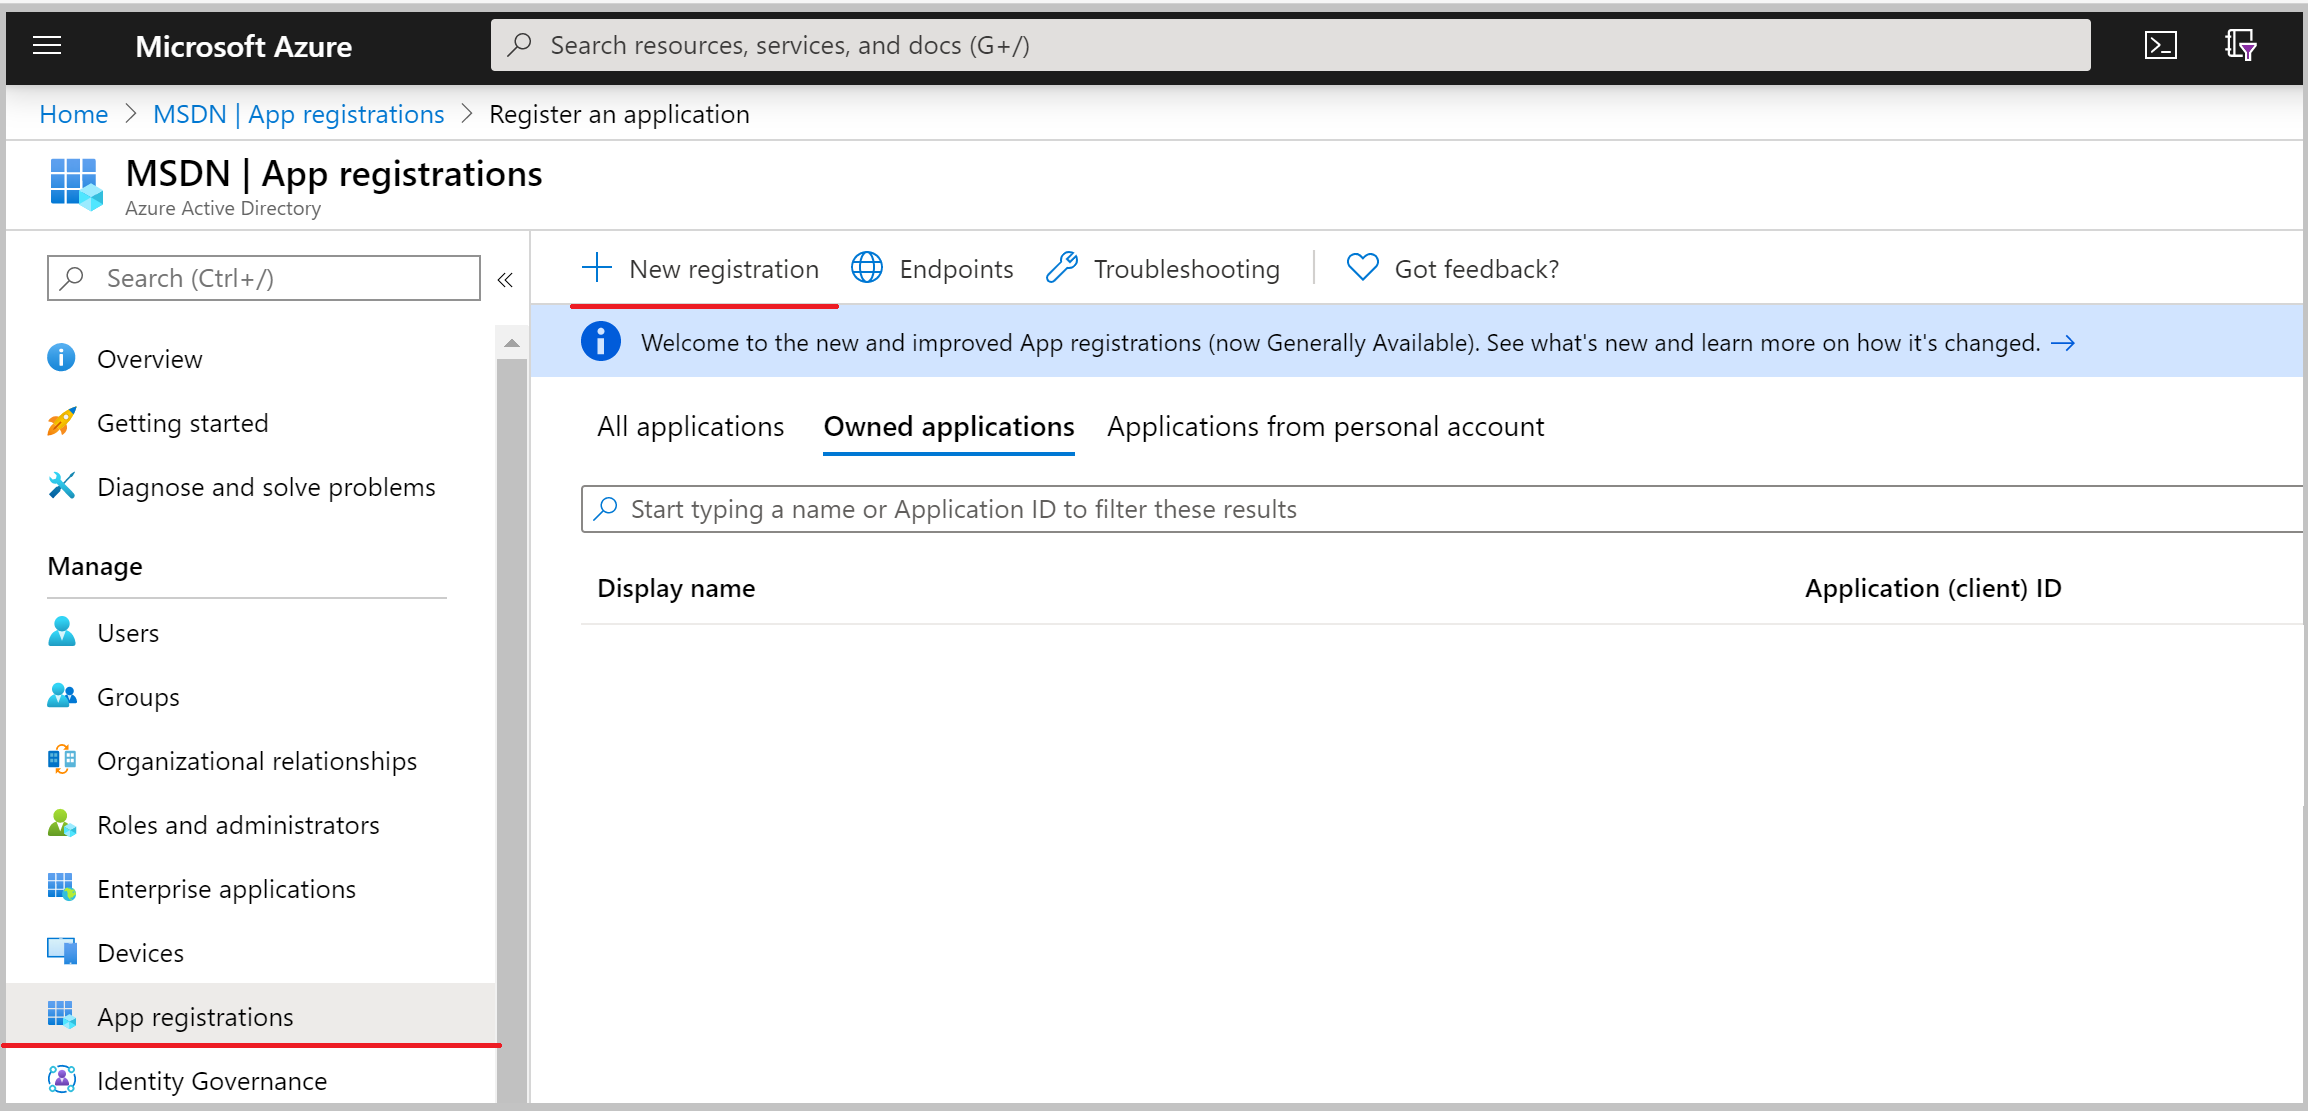 Microsoft Azure
Search resources, services, and docs (G+/)
Home > MSDN | App registrations > Register an application
MSDN | App registrations
Azure Active Directory
Search (Ctrl+/)
«
Overview
Getting started
Diagnose and solve problems
Manage
Users
Groups
Organizational relationships
Roles and administrators
Enterprise applications
Devices
App registrations
Identity Governance
New registration
Endpoints
Troubleshooting
Got feedback?
Welcome to the new and improved App registrations (now Generally Available). See what's new and learn more on how it's changed. →
All applications
Owned applications
Applications from personal account
Start typing a name or Application ID to filter these results
Display name
Application (client) ID